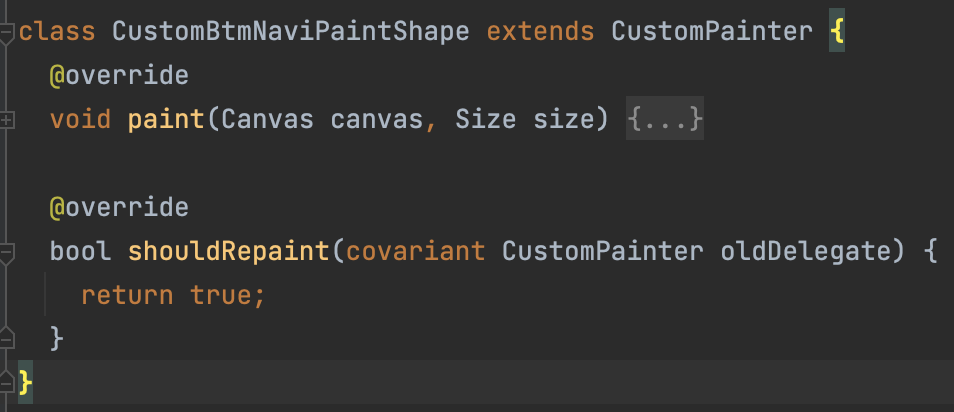 class CustomBtmNaviPaintShape extends CustomPainter {
@override
void paint(Canvas canvas, Size size) {...}
@override
bool shouldRepaint(covariant CustomPainter oldDelegate) {
return true;
}
}